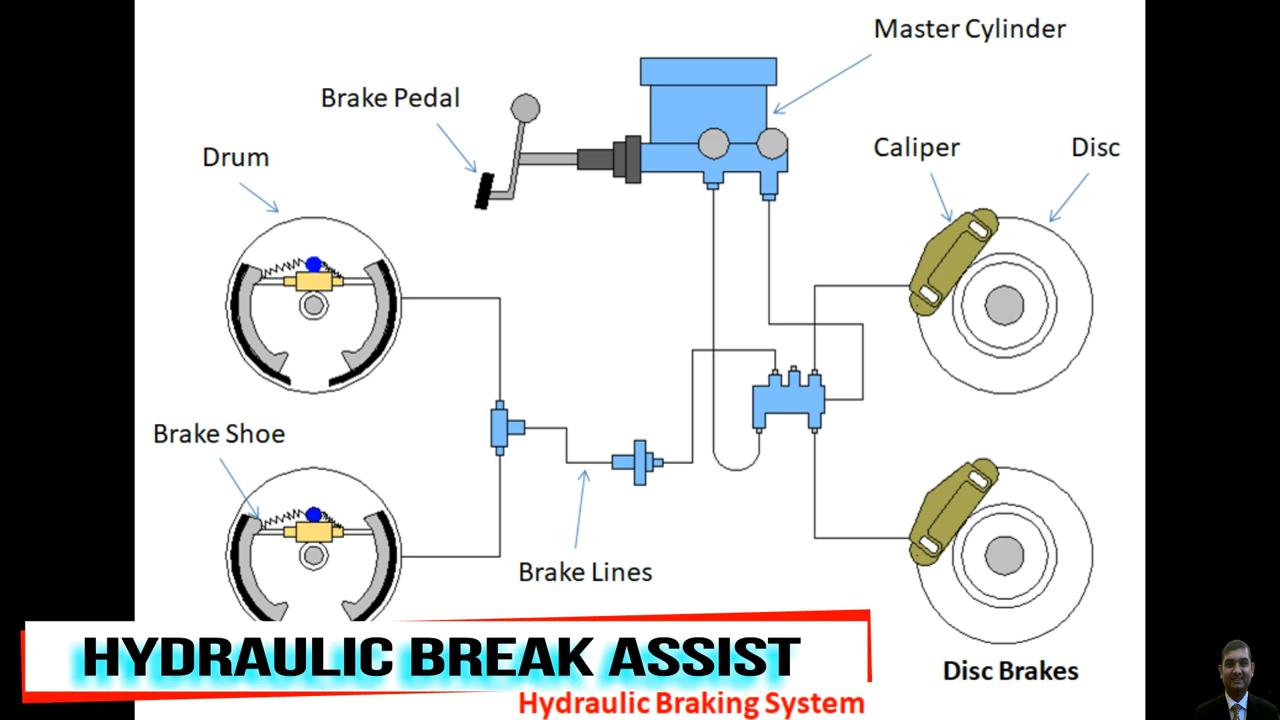 Master Cylinder
Brake Pedal
Drum
Caliper
Disc
Brake Shoe
Brake Lines
HYDRAULIC BREAK ASSIST
Disc Brakes
Hydraulic Braking System